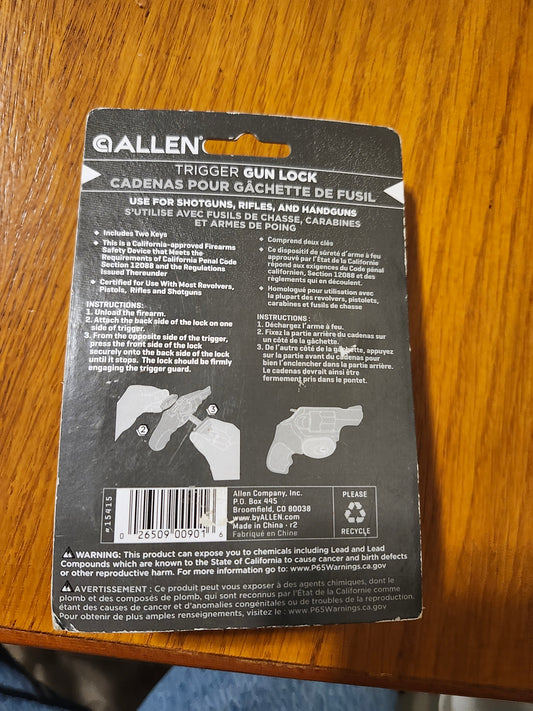 ALLEN®
TRIGGER GUN LOCK
CADENAS POUR GÂCHETTE DE FUSIL
USE FOR SHOTGUNS, RIFLES, AND HANDGUNS
S'UTILISE AVEC FUSILS DE CHASSE, CARABINES
ET ARMES DE POING
Includes Two Keys
This is a California-approved Firearms
Safety Device that Meets the
Requirements of California Penal Code
Section 12088 and the Regulations
Issued Thereunder
Certified for Use With Most Revolvers,
Pistols, Rifles and Shotguns
INSTRUCTIONS:
1. Unload the firearm.
2. Attach the back side of the lock on one
side of trigger.
3. From the opposite side of the trigger,
press the front side of the lock
securely onto the back side of the lock
until it stops. The lock should be firmly
engaging the trigger guard.
Comprend deux clés
Ce dispositif de sûreté d'arme à feu
approuvé par l'État de la Californie
répond aux exigences du Code pénal
californien, Section 12088 et des
règlements qui en découlent.
Homologué pour utilisation avec
la plupart des revolvers, pistolets,
carabines et fusils de chasse
INSTRUCTIONS :
1. Déchargez l'arme à feu.
2. Fixez la partie arrière du cadenas sur
un côté de la gâchette.
3. De l'autre côté de la gâchette, appuyez
sur la partie avant du cadenas pour
bien l'enclencher dans la partie arrière.
Le cadenas devrait ainsi être
fermement pris dans le pontet.
2
3
#15415
0 26509 00901 6
Allen Company, Inc.
P.O. Box 445
Broomfield, CO 80038
www.byALLEN.com
Made in China · r2
Fabriqué en Chine
PLEASE
RECYCLE
WARNING: This product can expose you to chemicals including Lead and Lead
Compounds which are known to the State of California to cause cancer and birth defects
or other reproductive harm. For more information go to: www.P65Warnings.ca.gov
AVERTISSEMENT : Ce produit peut vous exposer à des agents chimiques, dont le
plomb et des composés de plomb, qui sont reconnus par l'État de la Californie comme
étant des causes de cancer et d'anomalies congénitales ou de troubles de la reproduction.
Pour obtenir de plus amples renseignements, visitez le : www.P65Warnings.ca.gov